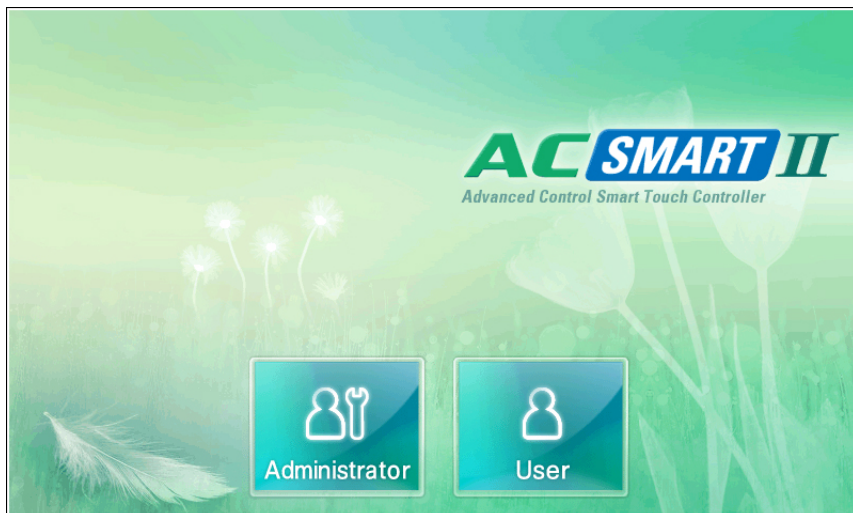 AC SMART II
Advanced Control Smart Touch Controller
Administrator
User